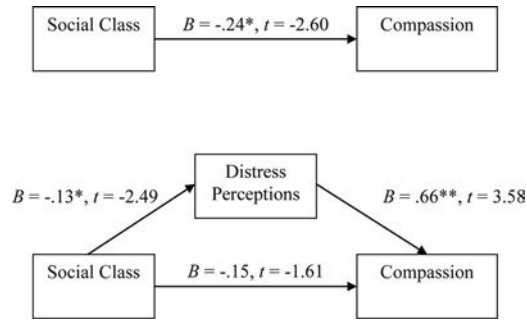 Social Class
B = -.24*, t = -2.60
Compassion
Distress
Perceptions
B = -.13*, t = -2.49
B = .66**, t = 3.58
Social Class
B = -.15, t = -1.61
Compassion